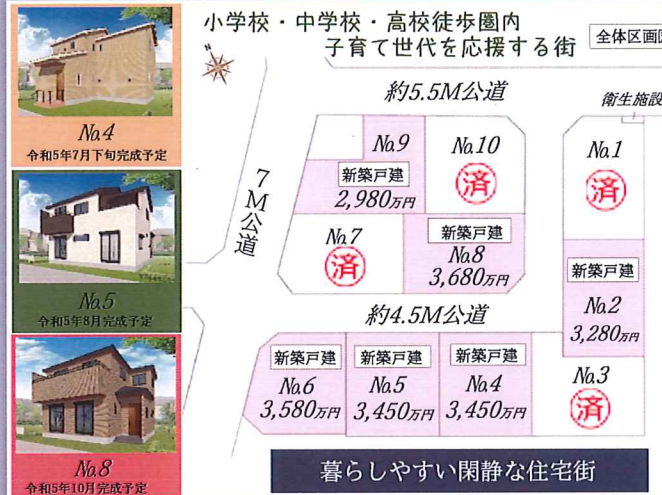 小学校・中学校・高校徒歩圏内
子育て世代を応援する街
全体区画図
N
No.4
令和5年7月下旬完成予定
No.5
令和5年8月完成予定
No.8
令和5年10月完成予定
約5.5M公道
衛生施設
7M公道
No.9
新築戸建
2,980万円
No.10
済
No.1
済
No.7
済
新築戸建
No.8
3,680万円
新築戸建
No.2
3,280万円
約4.5M公道
新築戸建
No.6
3,580万円
新築戸建
No.5
3,450万円
新築戸建
No.4
3,450万円
No.3
済
暮らしやすい閑静な住宅街